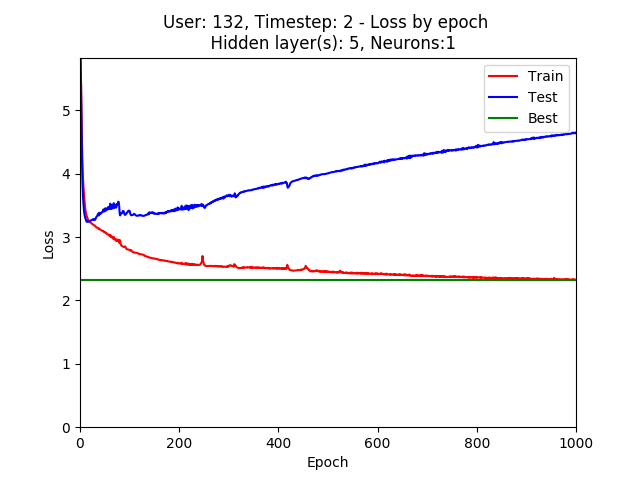 User: 132, Timestep: 2 - Loss by epoch
Hidden layer(s): 5, Neurons:1
Train
Test
Best
5
4
3
2
1
0
Loss
0 200 400 600 800 1000
Epoch